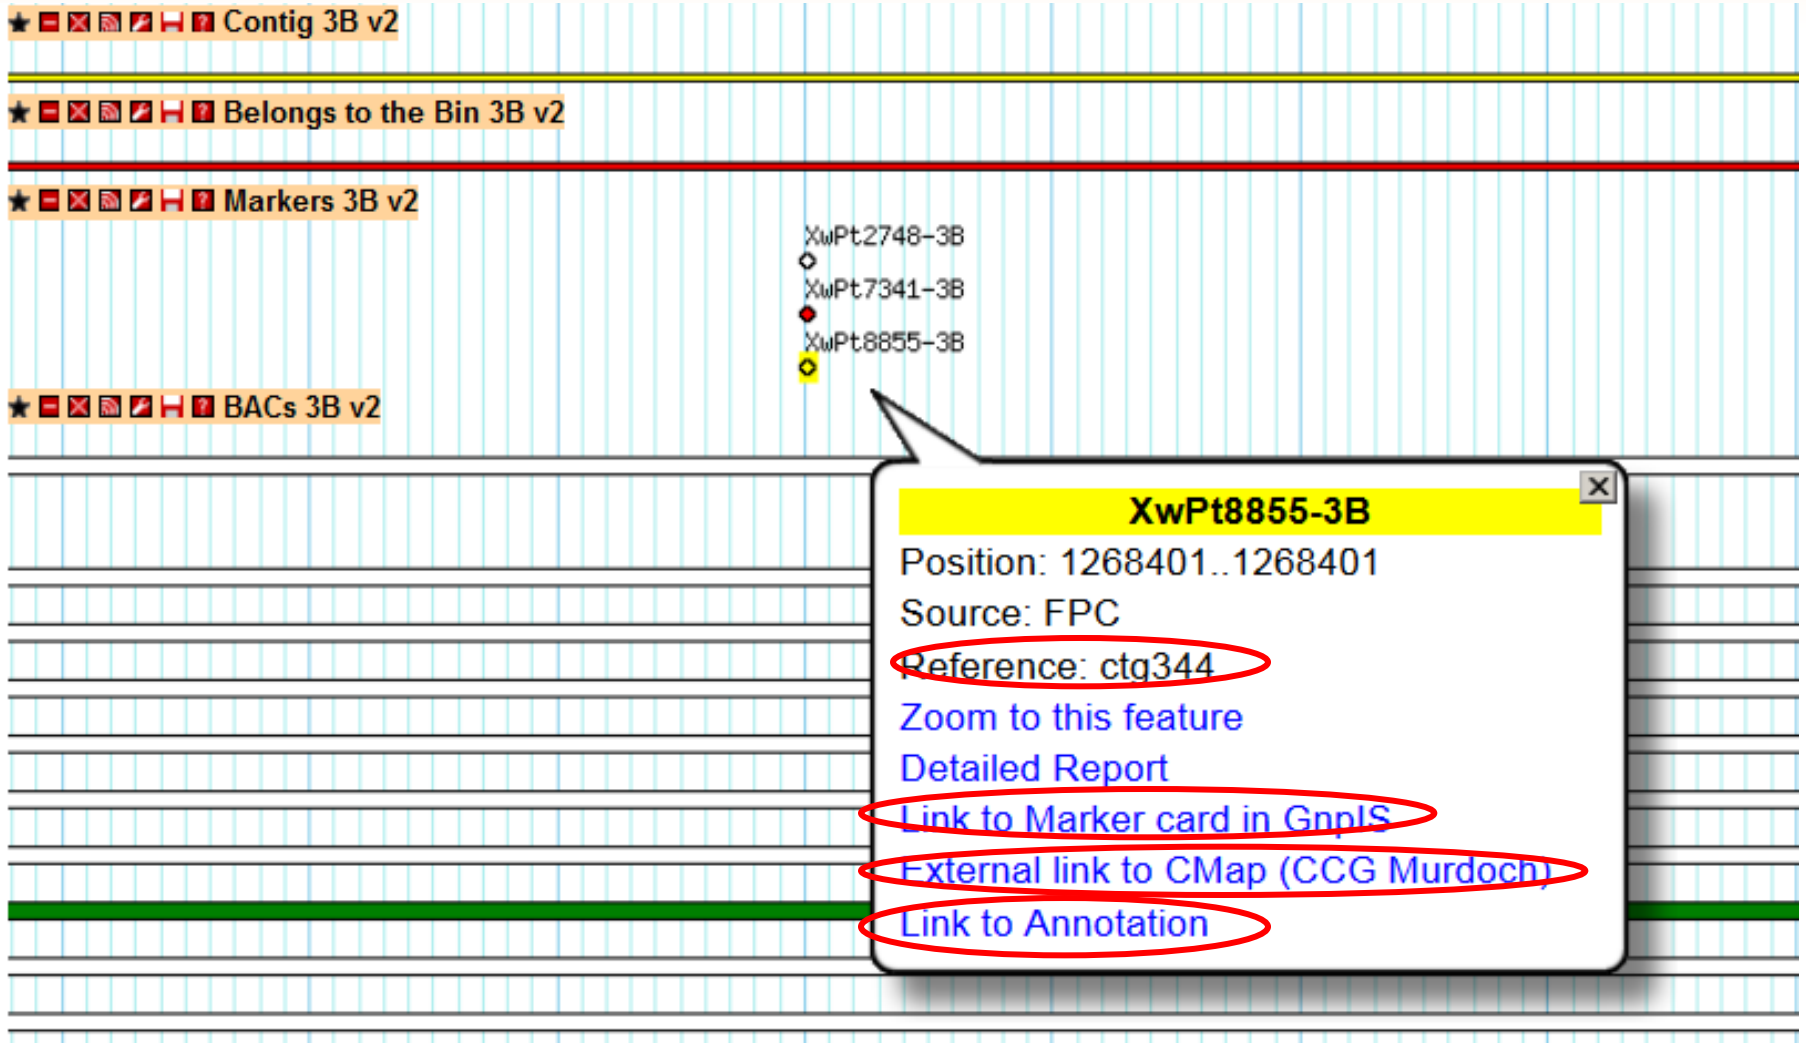 Contig 3B v2
Belongs to the Bin 3B v2
Markers 3B v2
XwPt2748-3B
XwPt7341-3B
XwPt8855-3B
BACs 3B v2
XwPt8855-3B
Position: 1268401..1268401
Source: FPC
Reference: ctg344
Zoom to this feature
Detailed Report
Link to Marker card in GnpIS
External link to CMap (CCG Murdoch)
Link to Annotation